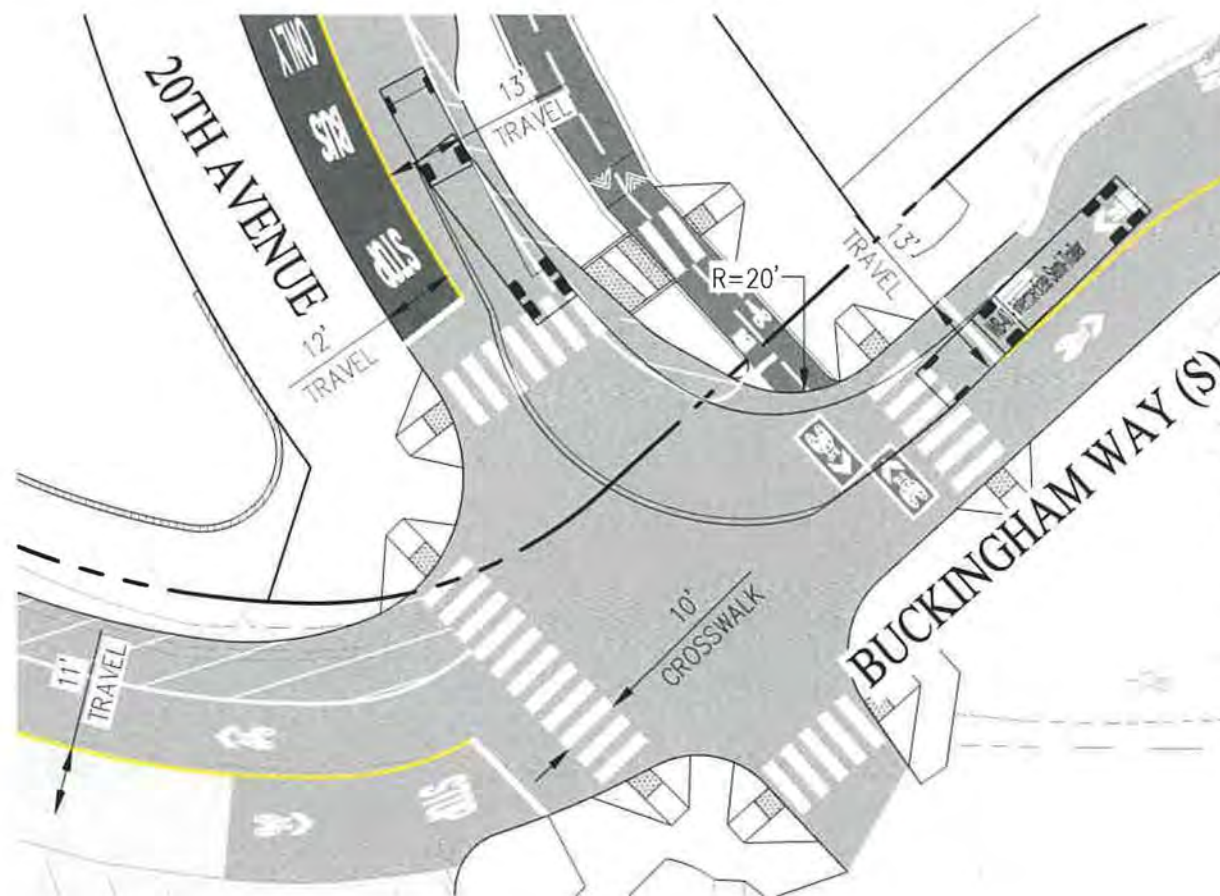 ONLY
BUS
STOP
20TH AVENUE
13'
TRAVEL
12'
TRAVEL
R=20'
13'
TRAVEL
BUCKINGHAM WAY (S)
10'
CROSSWALK
11'
TRAVEL
STOP